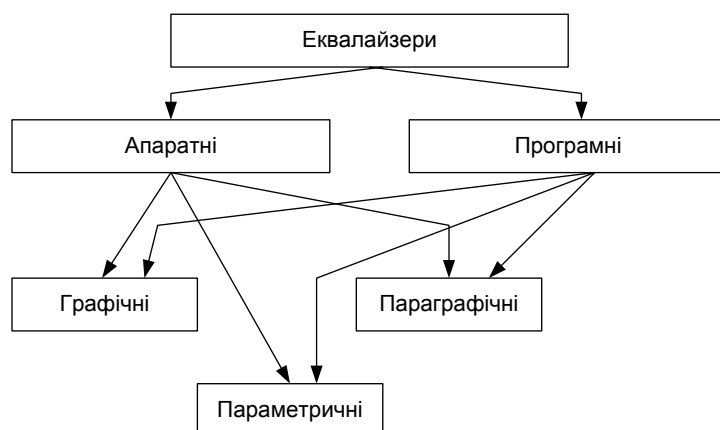 Еквалайзери
Апаратні
Програмні
Графічні
Параграфічні
Параметричні